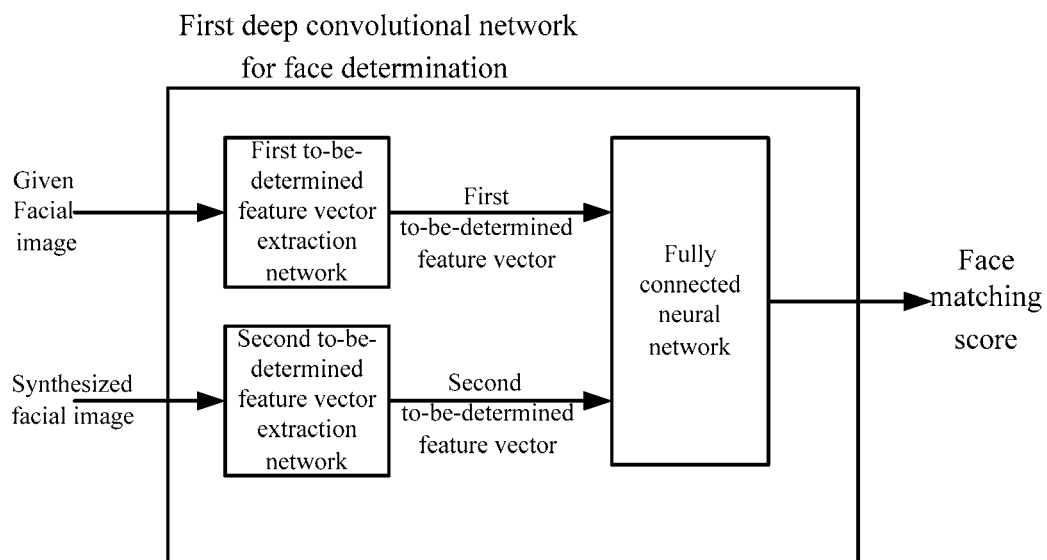 First deep convolutional network
for face determination
Given
Facial
image
First to-be-
determined
feature vector
extraction
network
First
to-be-determined
feature vector
Fully
connected
neural
network
Face
matching
score
Synthesized
facial image
Second to-be-
determined
feature vector
extraction
network
Second
to-be-determined
feature vector